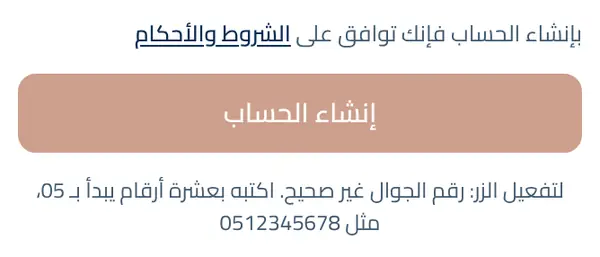 بإنشاء الحساب فإنك توافق على الشروط والأحكام
إنشاء الحساب
لتفعيل الزر: رقم الجوال غير صحيح. اكتبه بعشرة أرقام يبدأ بـ 05،
مثل 0512345678